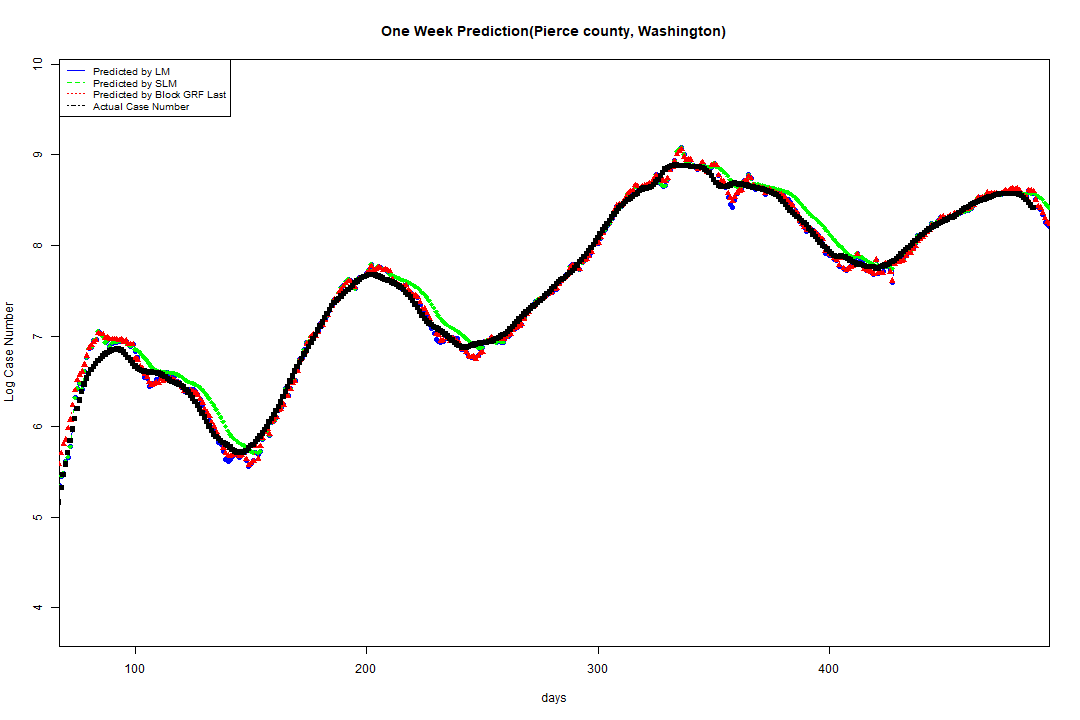 One Week Prediction(Pierce county, Washington)
Predicted by LM
Predicted by SLM
Predicted by Block GRF Last
Actual Case Number
10
9
8
7
6
5
4
Log Case Number
100
200
300
400
days